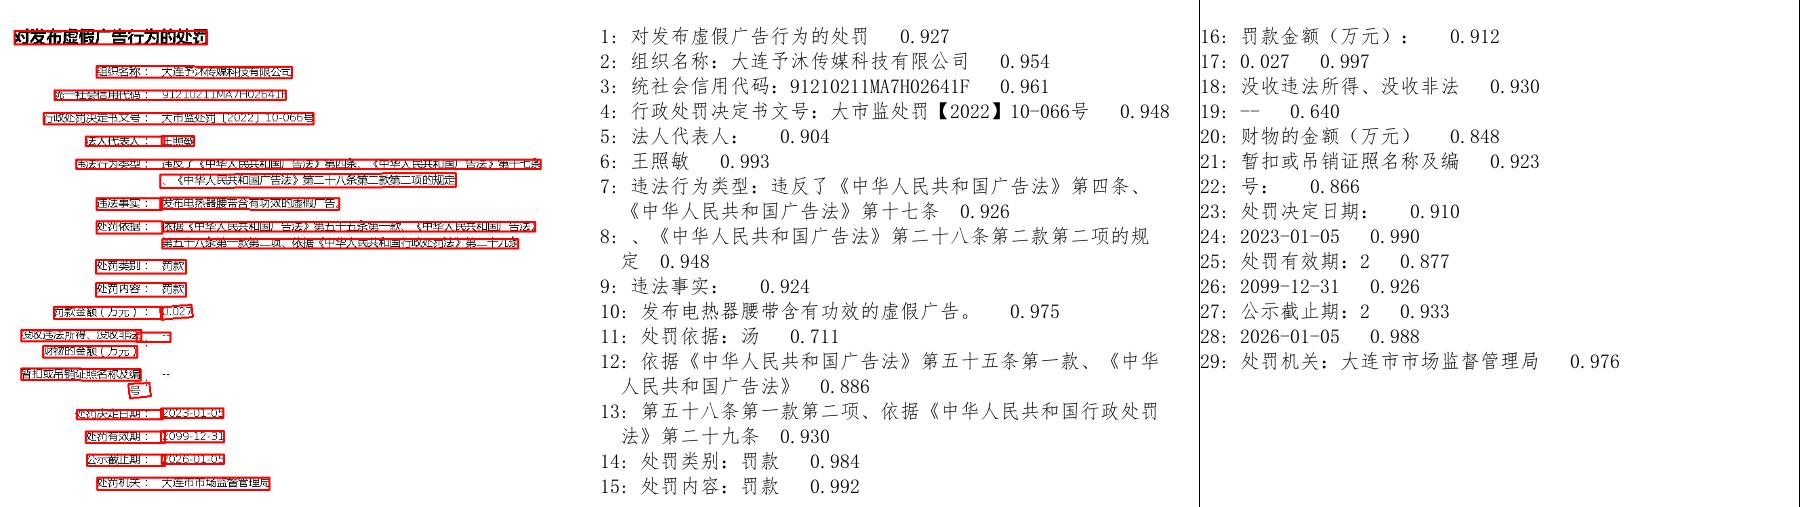 对发布虚假广告行为的处罚
组织名称： 大连予沐传媒科技有限公司
统一社会信用代码： 91210211MA7H02641F
行政处罚决定书文号： 大市监处罚〔2022〕10-066号
法人代表人： 王照敏
违法行为类型： 违反了《中华人民共和国广告法》第四条、《中华人民共和国广告法》第十七条
、《中华人民共和国广告法》第二十八条第二款第二项的规定
违法事实： 发布电热器腰带含有功效的虚假广告。
处罚依据： 依据《中华人民共和国广告法》第五十五条第一款、《中华人民共和国广告法》
第五十八条第一款第二项、依据《中华人民共和国行政处罚法》第二十九条
处罚类别： 罚款
处罚内容： 罚款
罚款金额（万元）： 0.027
没收违法所得、没收非法 --
财物的金额（万元）：
暂扣或吊销证照名称及编 --
号：
处罚决定日期： 2023-01-05
处罚有效期： 2099-12-31
公示截止期： 2026-01-05
处罚机关： 大连市市场监督管理局
1: 对发布虚假广告行为的处罚 0.927
2: 组织名称：大连予沐传媒科技有限公司 0.954
3: 统社会信用代码：91210211MA7H02641F 0.961
4: 行政处罚决定书文号：大市监处罚【2022】10-066号 0.948
5: 法人代表人： 0.904
6: 王照敏 0.993
7: 违法行为类型：违反了《中华人民共和国广告法》第四条、
《中华人民共和国广告法》第十七条 0.926
8: 、《中华人民共和国广告法》第二十八条第二款第二项的规
定 0.948
9: 违法事实： 0.924
10: 发布电热器腰带含有功效的虚假广告。 0.975
11: 处罚依据：汤 0.711
12: 依据《中华人民共和国广告法》第五十五条第一款、《中华
人民共和国广告法》 0.886
13: 第五十八条第一款第二项、依据《中华人民共和国行政处罚
法》第二十九条 0.930
14: 处罚类别：罚款 0.984
15: 处罚内容：罚款 0.992
16: 罚款金额（万元）： 0.912
17: 0.027 0.997
18: 没收违法所得、没收非法 0.930
19: -- 0.640
20: 财物的金额（万元） 0.848
21: 暂扣或吊销证照名称及编 0.923
22: 号： 0.866
23: 处罚决定日期： 0.910
24: 2023-01-05 0.990
25: 处罚有效期：2 0.877
26: 2099-12-31 0.926
27: 公示截止期：2 0.933
28: 2026-01-05 0.988
29: 处罚机关：大连市市场监督管理局 0.976